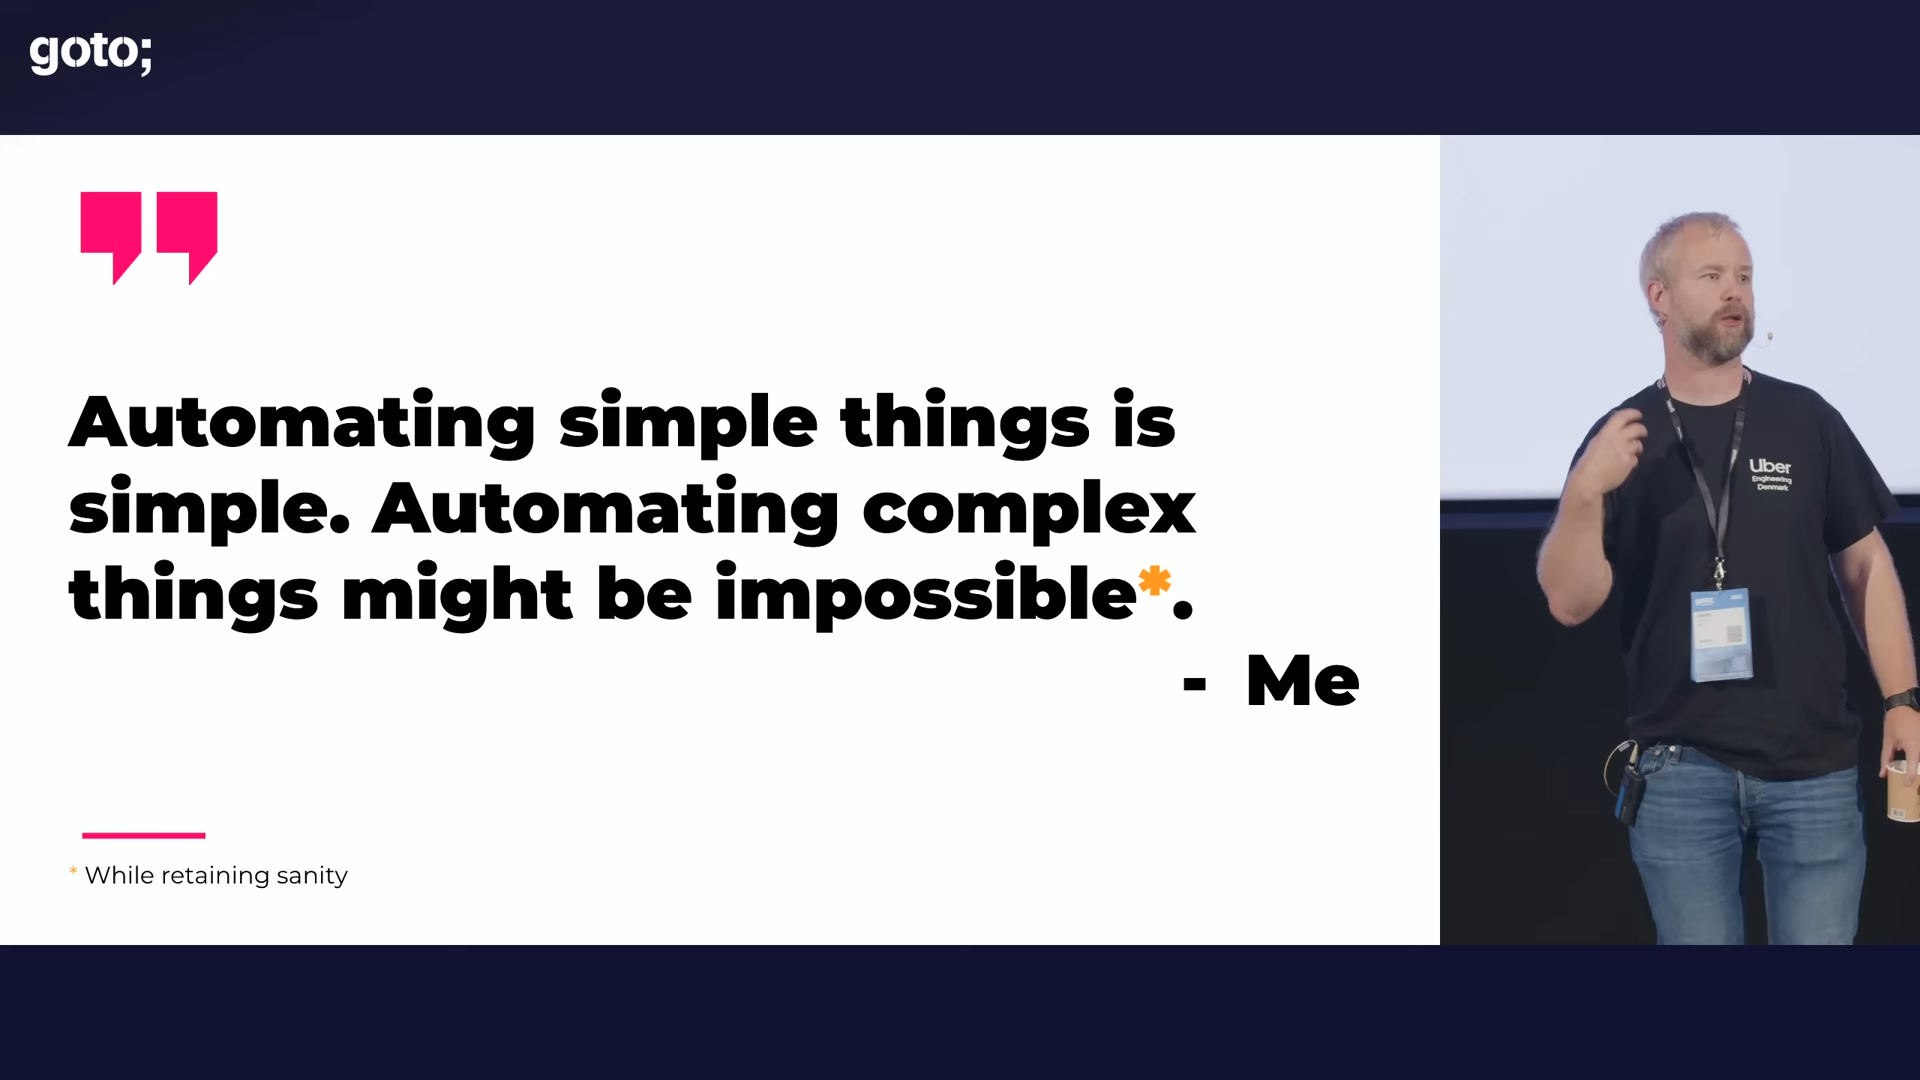 goto;
Automating simple things is
simple. Automating complex
things might be impossible*.
- Me
* While retaining sanity
Uber
Engineering
Denmark